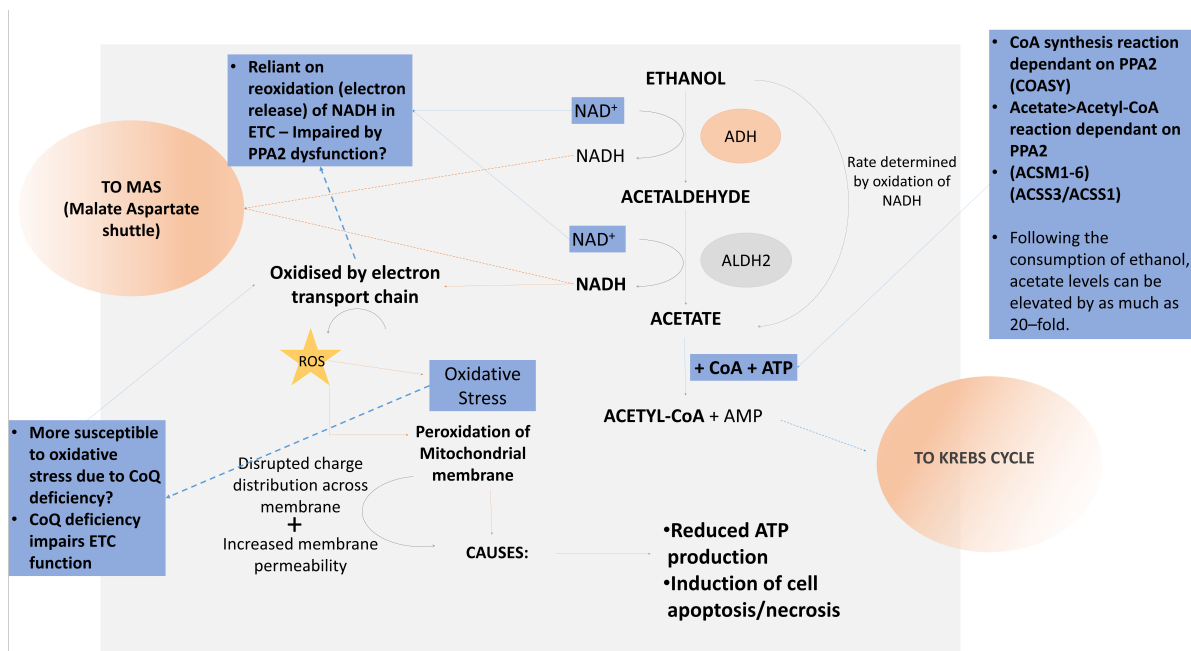 • Reliant on
reoxidation (electron
release) of NADH in
ETC – Impaired by
PPA2 dysfunction?
TO MAS
(Malate Aspartate
shuttle)
ETHANOL
NAD⁺
ADH
NADH
ACETALDEHYDE
NAD⁺
ALDH2
NADH
ACETATE
Rate determined
by oxidation of
NADH
• CoA synthesis reaction
dependant on PPA2
(COASY)
• Acetate>Acetyl-CoA
reaction dependant on
PPA2
• (ACSM1-6)
(ACSS3/ACSS1)
• Following the
consumption of ethanol,
acetate levels can be
elevated by as much as
20–fold.
Oxidised by electron
transport chain
ROS
Oxidative
Stress
+ CoA + ATP
ACETYL-CoA + AMP
TO KREBS CYCLE
• More susceptible
to oxidative
stress due to CoQ
deficiency?
• CoQ deficiency
impairs ETC
function
Peroxidation of
Mitochondrial
membrane
Disrupted charge
distribution across
membrane
+
Increased membrane
permeability
CAUSES:
•Reduced ATP
production
•Induction of cell
apoptosis/necrosis